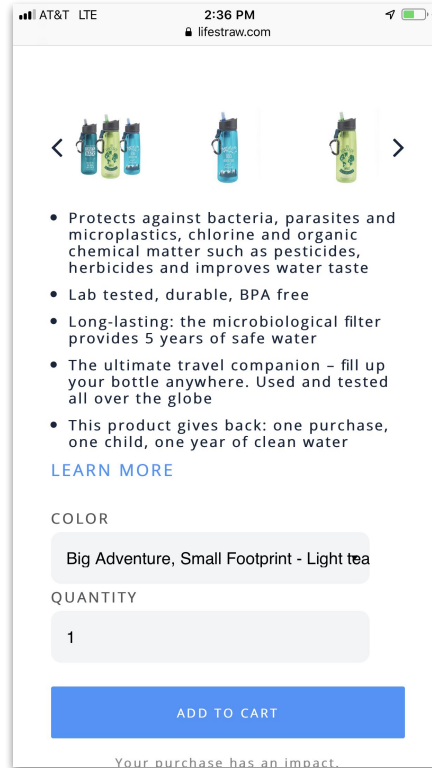 AT&T LTE 2:36 PM
lifestraw.com
• Protects against bacteria, parasites and
microplastics, chlorine and organic
chemical matter such as pesticides,
herbicides and improves water taste
• Lab tested, durable, BPA free
• Long-lasting: the microbiological filter
provides 5 years of safe water
• The ultimate travel companion – fill up
your bottle anywhere. Used and tested
all over the globe
• This product gives back: one purchase,
one child, one year of clean water
LEARN MORE
COLOR
Big Adventure, Small Footprint - Light tea
QUANTITY
1
ADD TO CART
Your purchase has an impact.